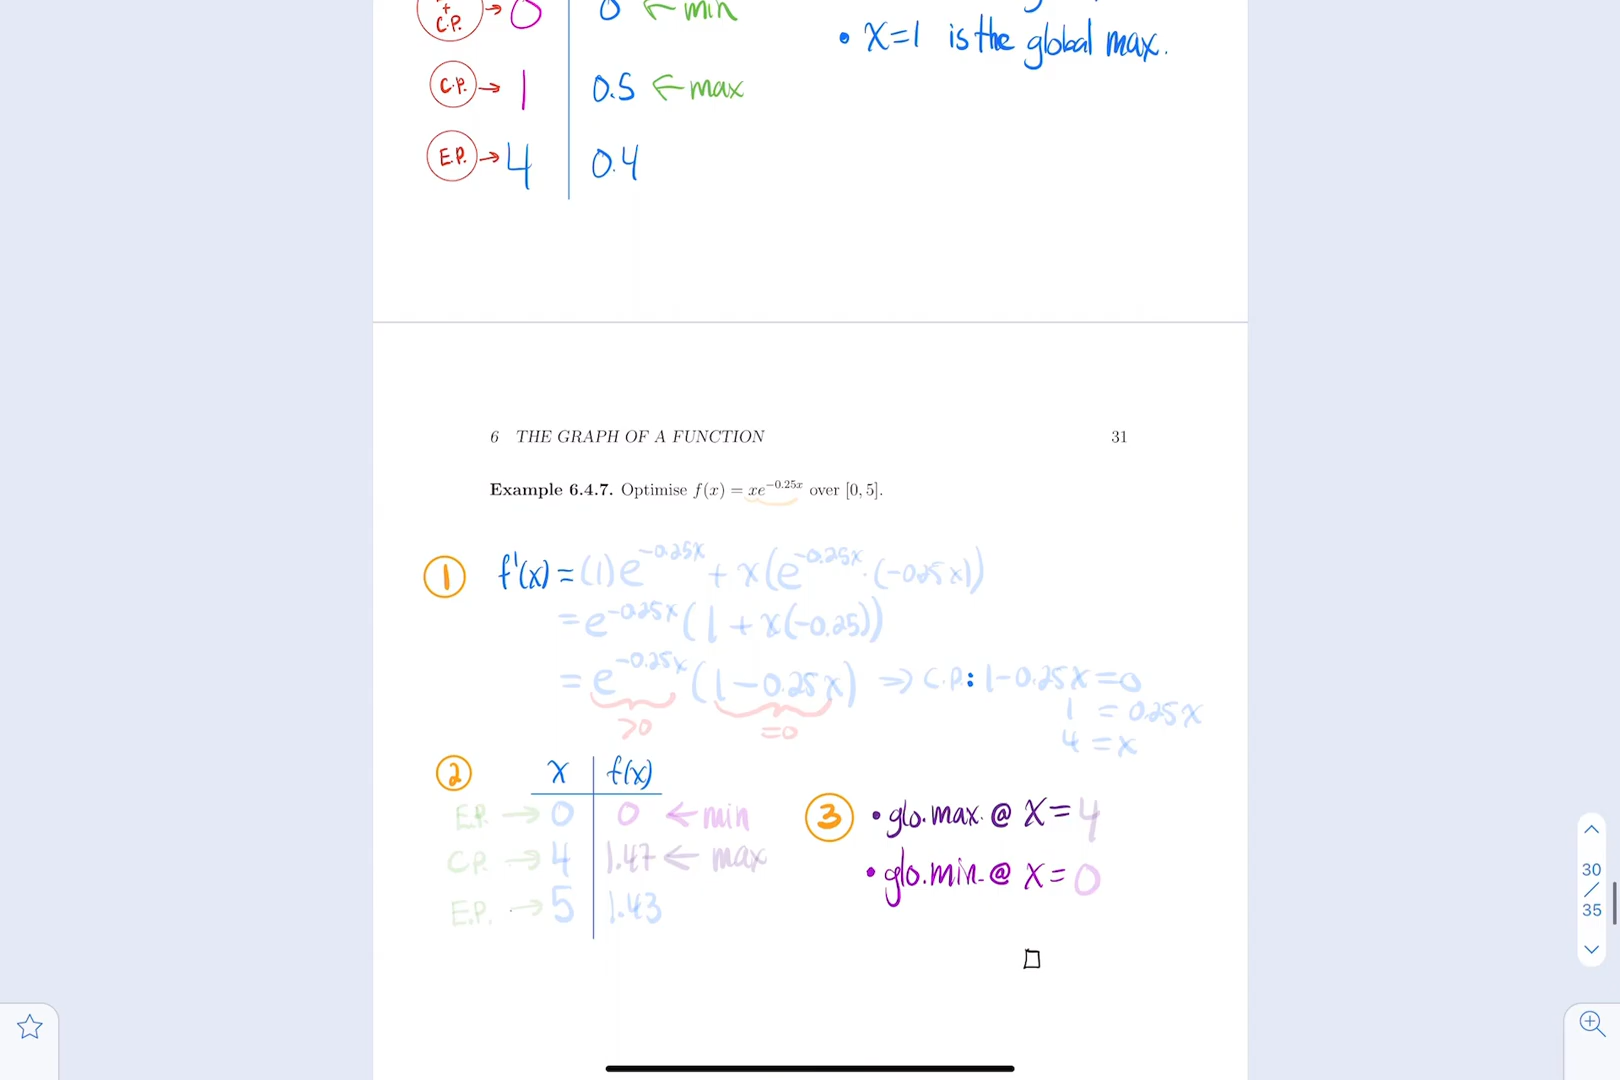 +
C.P. → 0 0 ← min
• x=1 is the global max.
C.P. → 1 0.5 ← max
E.P. → 4 0.4
6 THE GRAPH OF A FUNCTION 31
Example 6.4.7. Optimise f(x) = xe^{-0.25x} over [0, 5].
① f'(x) = (1)e^{-0.25x} + x(e^{-0.25x} · (-0.25x1))
= e^{-0.25x}(1 + x(-0.25))
= e^{-0.25x}(1 - 0.25x) ⇒ C.P.: 1 - 0.25x = 0
>0 =0
1 = 0.25x
4 = x
② x f(x)
E.P. → 0 0 ← min
C.P. → 4 1.47 ← max
E.P. → 5 1.43
③ • glo.max. @ x = 4
• glo.min. @ x = 0
30
/
35